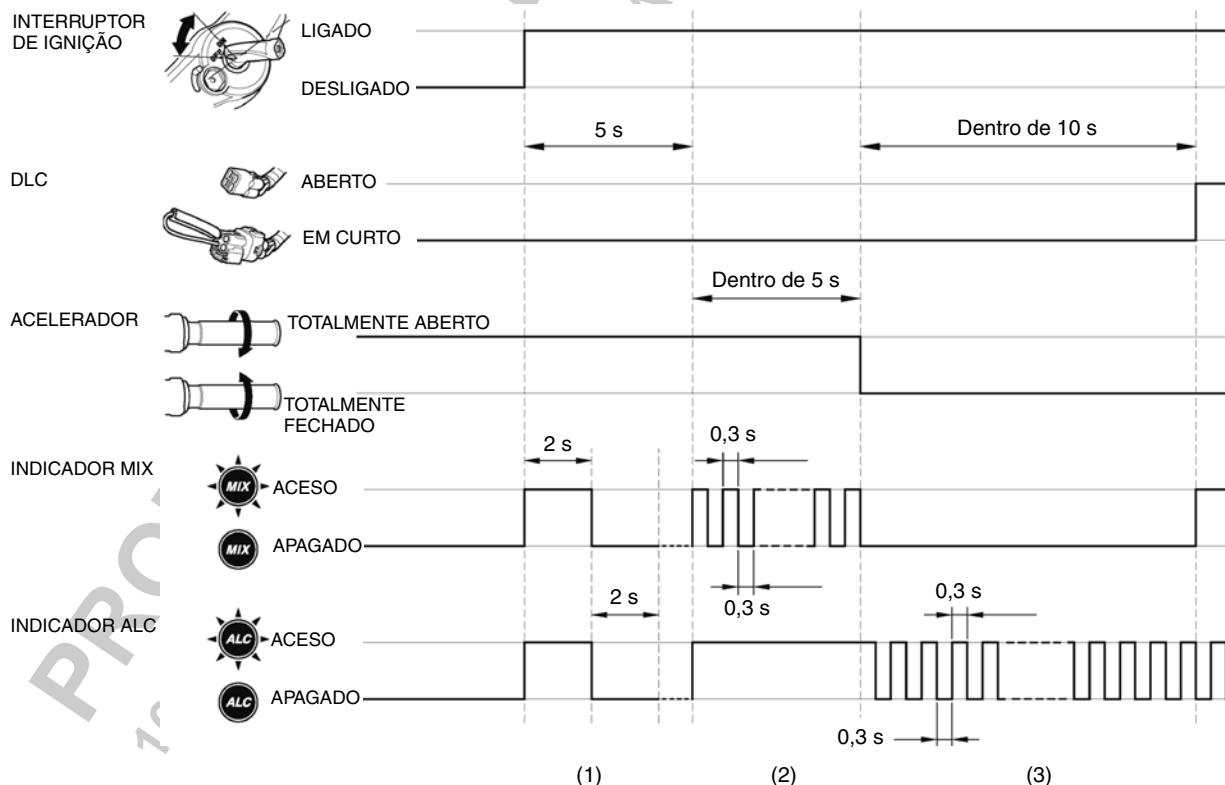 INTERRUPTOR
DE IGNIÇÃO
LIGADO
DESLIGADO
5 s
Dentro de 10 s
DLC
ABERTO
EM CURTO
Dentro de 5 s
ACELERADOR
TOTALMENTE ABERTO
TOTALMENTE
FECHADO
2 s
0,3 s
INDICADOR MIX
MIX
ACESO
MIX
APAGADO
0,3 s
2 s
0,3 s
INDICADOR ALC
ALC
ACESO
ALC
APAGADO
0,3 s
(1)
(2)
(3)